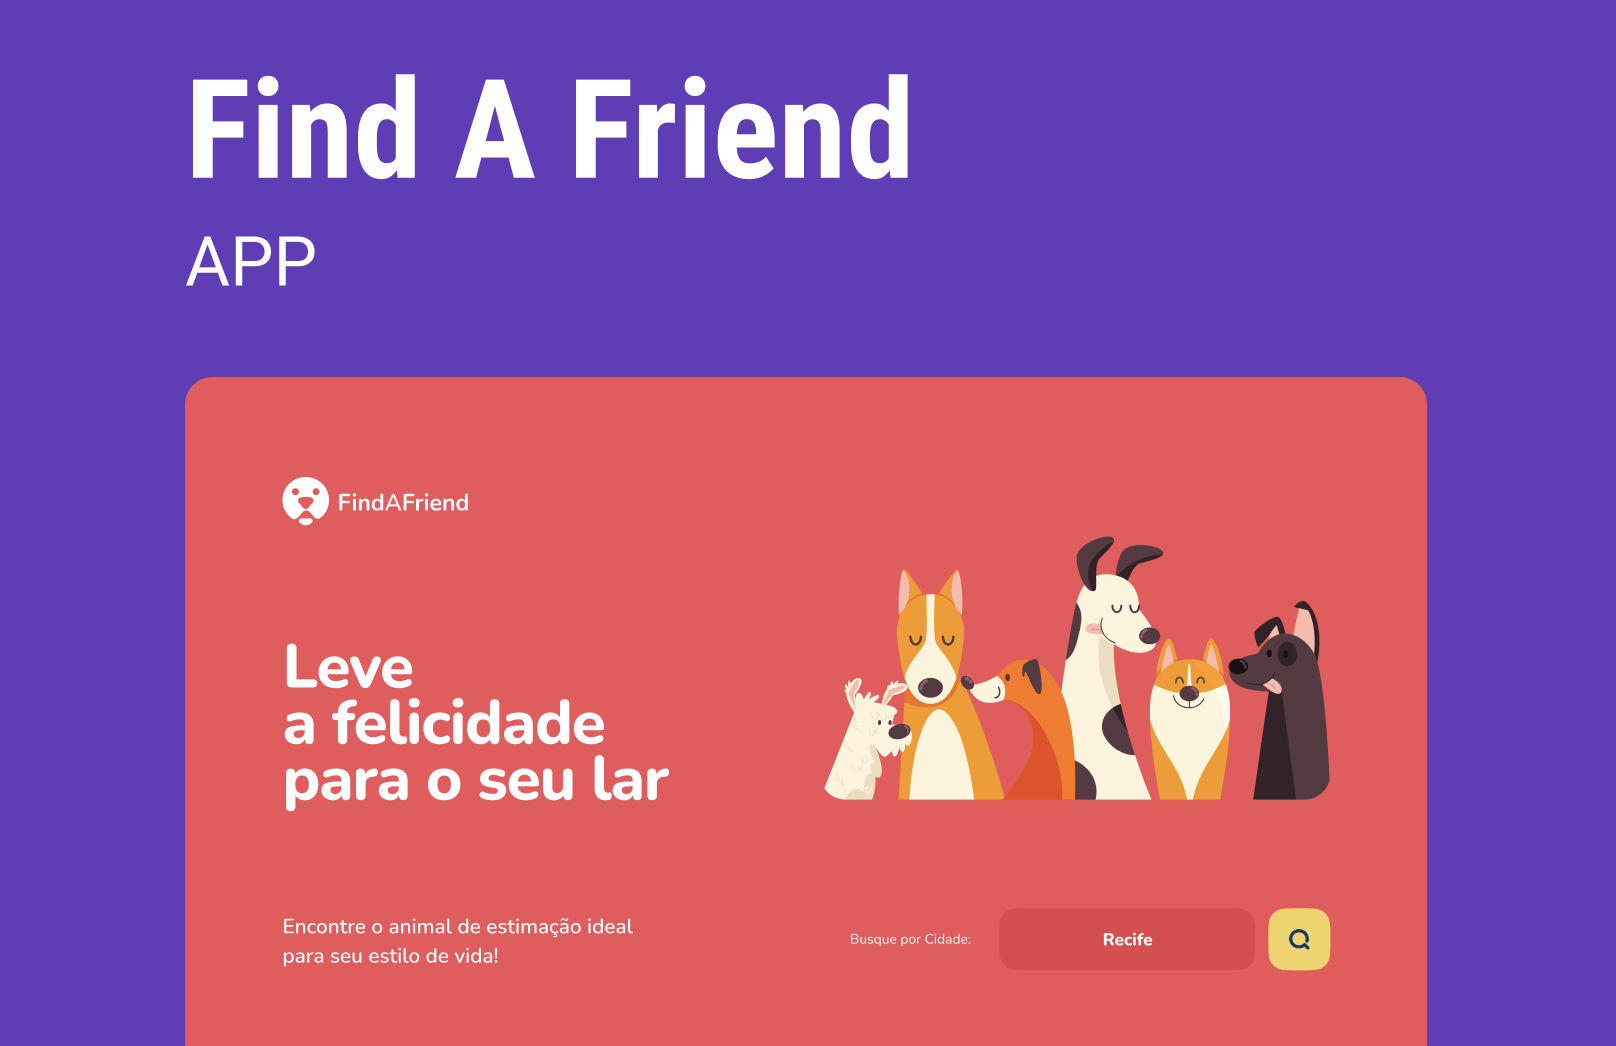 Find A Friend
APP
FindAFriend
Leve
a felicidade
para o seu lar
Encontre o animal de estimação ideal
para seu estilo de vida!
Busque por Cidade:
Recife